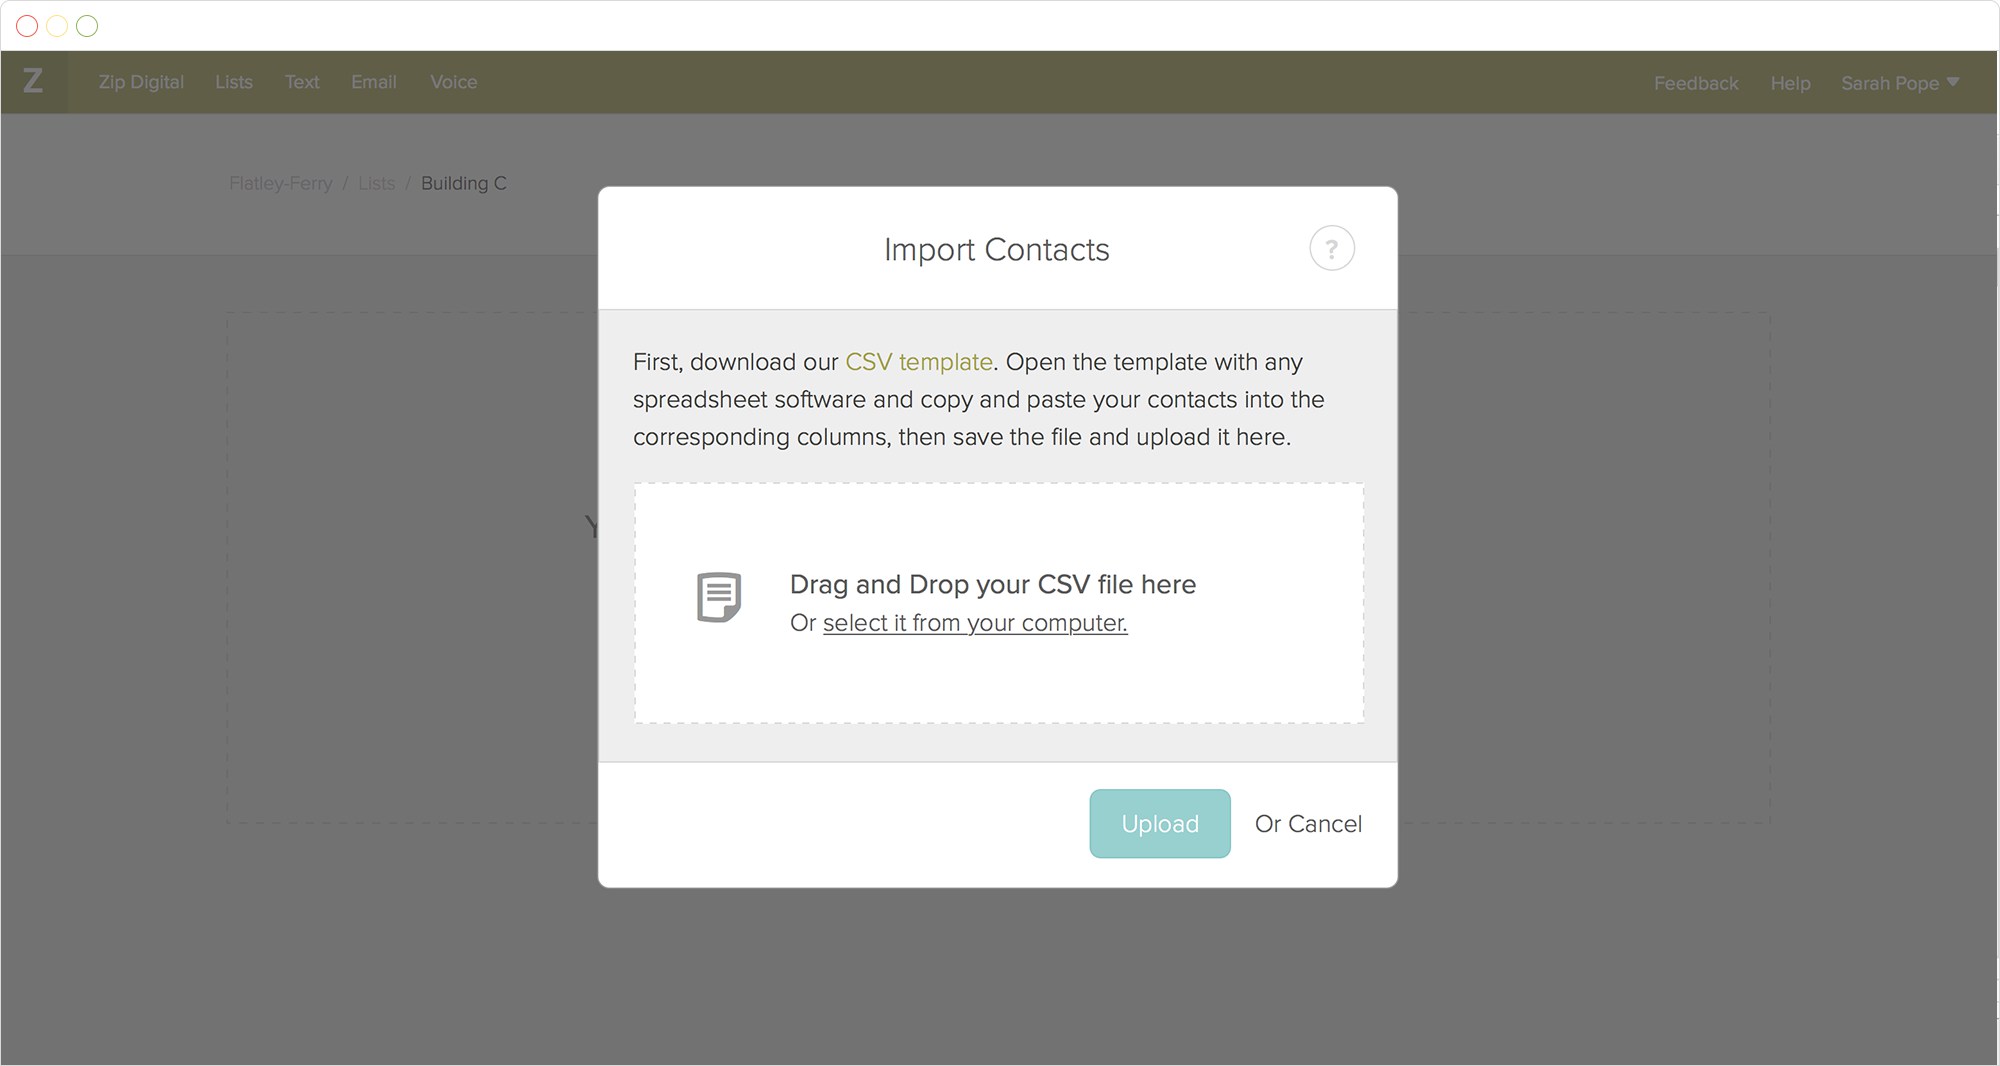 Z Zip Digital Lists Text Email Voice Feedback Help Sarah Pope
Flatley-Ferry / Lists / Building C
Import Contacts ?
First, download our CSV template. Open the template with any
spreadsheet software and copy and paste your contacts into the
corresponding columns, then save the file and upload it here.
Drag and Drop your CSV file here
Or select it from your computer.
Upload Or Cancel